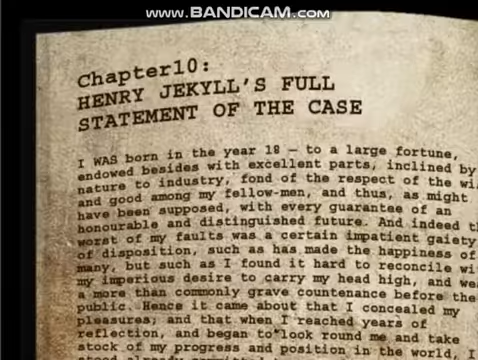 www.BANDICAM.com
Chapter10:
HENRY JEKYLL'S FULL
STATEMENT OF THE CASE
I WAS born in the year 18 — to a large fortune,
endowed besides with excellent parts, inclined by
nature to industry, fond of the respect of the wi
and good among my fellow-men, and thus, as might
have been supposed, with every guarantee of an
honourable and distinguished future. And indeed th
worst of my faults was a certain impatient gaiety
of disposition, such as has made the happiness of
many, but such as I found it hard to reconcile wi
my imperious desire to carry my head high, and wea
a more than commonly grave countenance before the
public. Hence it came about that I concealed my
pleasures; and that when I reached years of
reflection, and began to look round me and take
stock of my progress and position in the world, I